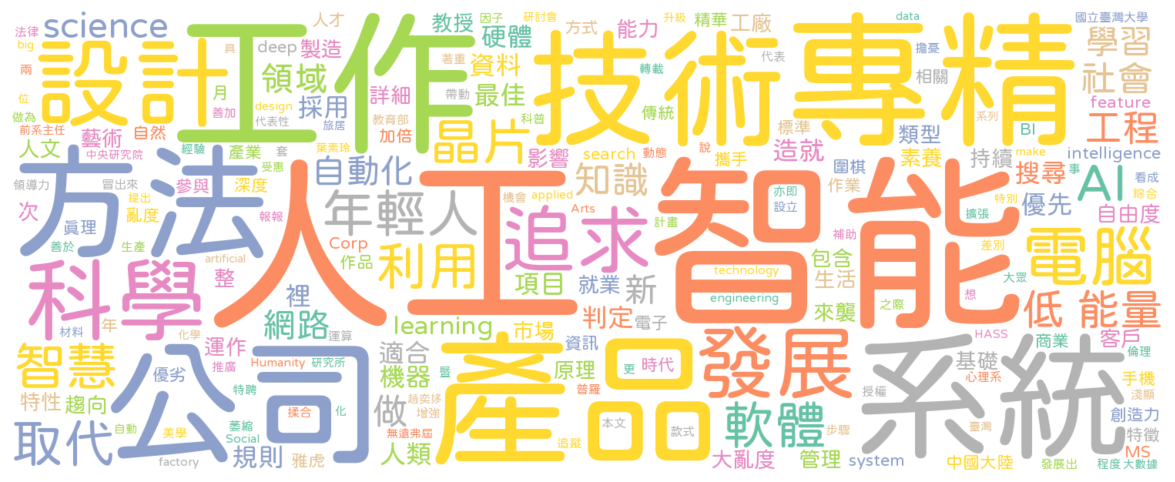 法律 因子 研討會 升級 data 國立臺灣大學
science 人才 教授 精華 工廠
big deep 製造 硬體 方式 能力 擔憂 學習
設計 工作 技術 專精
兩 具 領域 著重 資料 轉載 代表 相關 社會
位 月 design 採用 詳細 帶動 最佳 傳統 系列 feature
做為 善加 代表性 教育部 科普 標準 BI
前系主任 藝術 自然 旅居 加倍 晶片 動態 說 類型 make 工程
人文 中央研究院 經驗 產業 套 葉素玲 影響 search 攜手 造就 素養 持續 intelligence
方法 人工智能
領導力 冒出來 參與 深度 受惠 自動化 知識 圍棋 事 搜尋 看成
次 提出 亂度 年輕人 機會 applied 作業 AI 綜合
眞理 報報 追求 Arts 計畫 亦即 設立 擴張 特別 優先 自由度
善於 生產 Corp 補助 差別 電腦
科學 artificial 作品 利用 technology 包含 大眾
整 項目 就業 新 生活 想 低 能量
材料 年 裡 engineering 來襲 之際
化學 網路 運算 learning 市場 判定 電子 HASS 商業 客戶
智慧 運作 適合 資訊 發展 系統 倫理
推廣 Humanity 研究所 機器 醫 原理 更 時代 基礎 心理系 手機
公司 產品
特性 優劣 特聘 趙奕姼 普羅 授權 淺顯
趨向 揉合 化 做 增強 軟體 創造力
取代 自動 萎縮 無遠弗屆 本文 款式 步驟 臺灣 特徵
美學 Social 人類 追蹤 MS
factory 規則 雅虎 大亂度 管理 system 中國大陸 發展出 程度 大數據